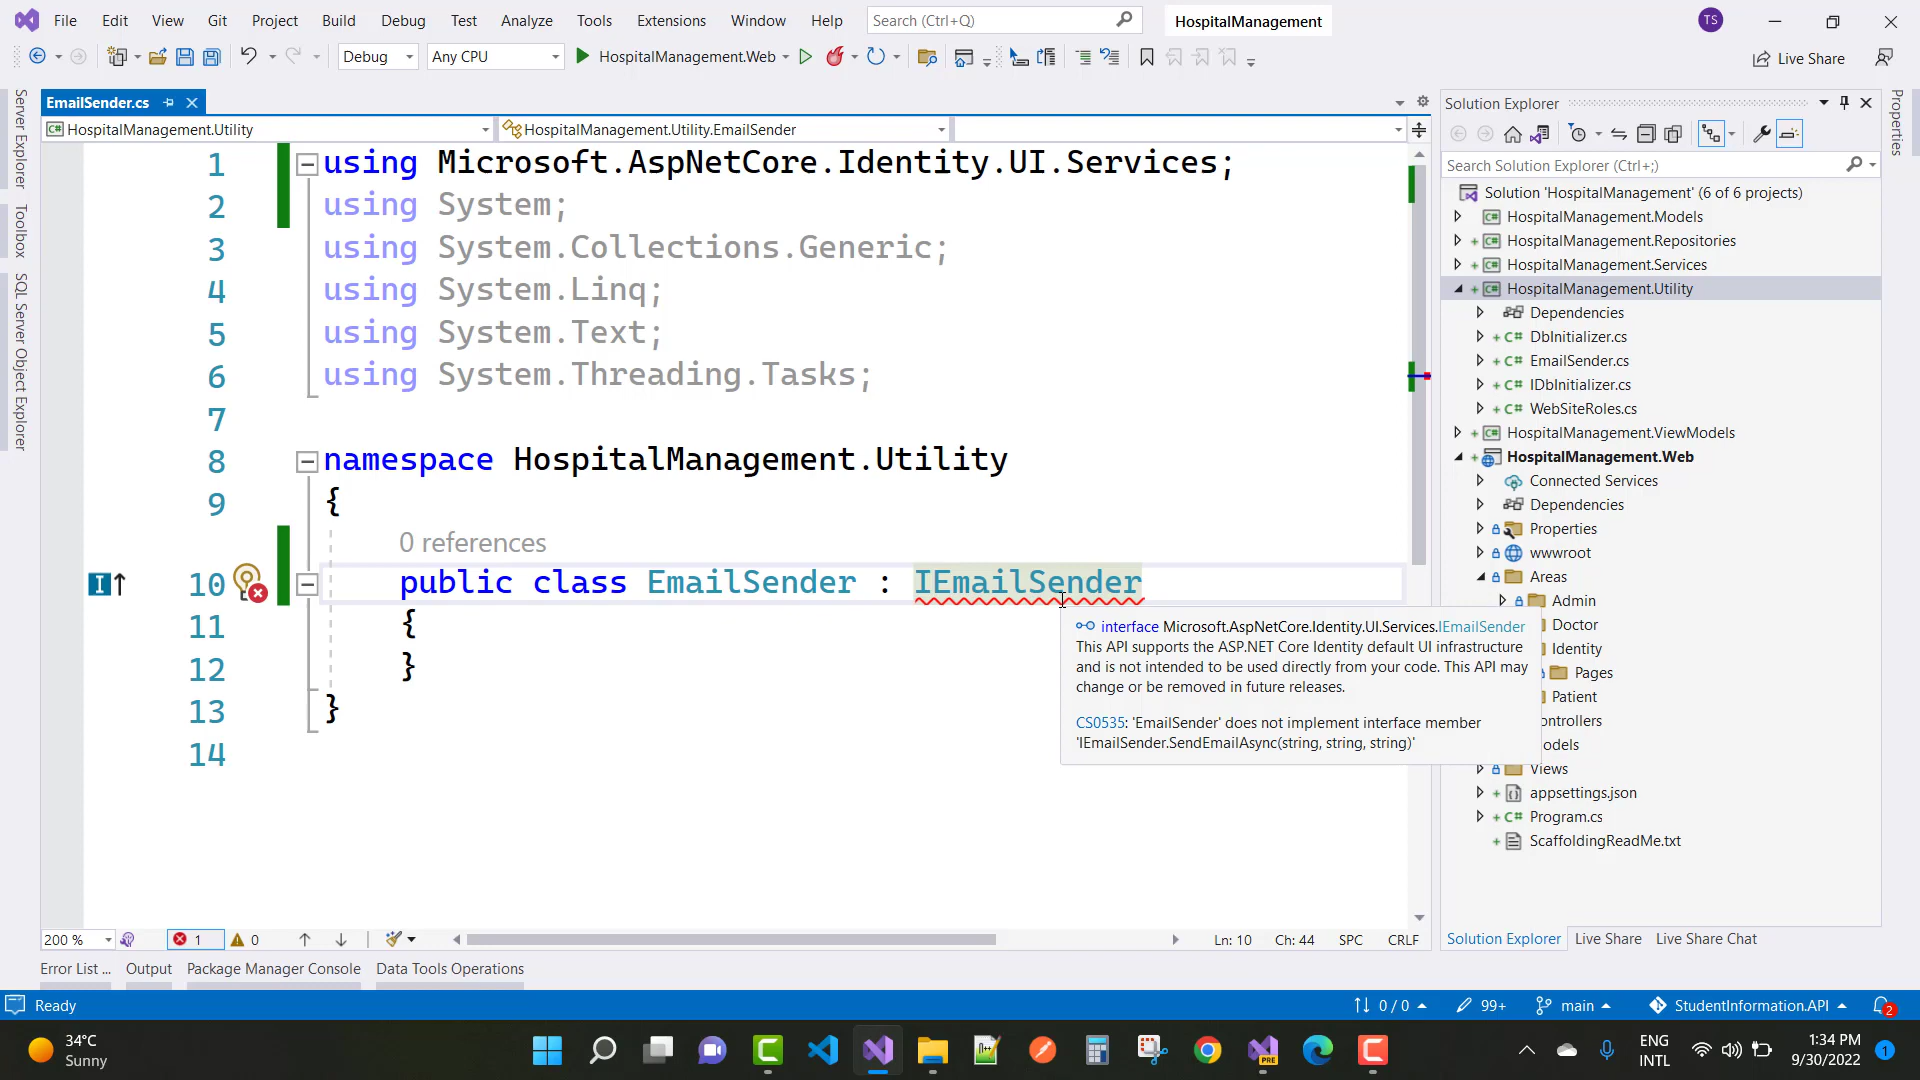 File Edit View Git Project Build Debug Test Analyze Tools Extensions Window Help Search (Ctrl+Q) HospitalManagement TS
Debug Any CPU HospitalManagement.Web Live Share
EmailSender.cs
HospitalManagement.Utility HospitalManagement.Utility.EmailSender
Server Explorer
Toolbox
SQL Server Object Explorer
1 using Microsoft.AspNetCore.Identity.UI.Services;
2 using System;
3 using System.Collections.Generic;
4 using System.Linq;
5 using System.Text;
6 using System.Threading.Tasks;
7
8 namespace HospitalManagement.Utility
9 {
0 references
10 public class EmailSender : IEmailSender
11 {
12 }
13 }
14
interface Microsoft.AspNetCore.Identity.UI.Services.IEmailSender
This API supports the ASP.NET Core Identity default UI infrastructure
and is not intended to be used directly from your code. This API may
change or be removed in future releases.
CS0535: 'EmailSender' does not implement interface member
'IEmailSender.SendEmailAsync(string, string, string)'
Solution Explorer
Search Solution Explorer (Ctrl+;)
Solution 'HospitalManagement' (6 of 6 projects)
HospitalManagement.Models
HospitalManagement.Repositories
HospitalManagement.Services
HospitalManagement.Utility
Dependencies
DbInitializer.cs
EmailSender.cs
IDbInitializer.cs
WebSiteRoles.cs
HospitalManagement.ViewModels
HospitalManagement.Web
Connected Services
Dependencies
Properties
wwwroot
Areas
Admin
Doctor
Identity
Pages
Patient
ontrollers
odels
Views
appsettings.json
Program.cs
ScaffoldingReadMe.txt
Properties
200 % 1 0 Ln: 10 Ch: 44 SPC CRLF
Solution Explorer Live Share Live Share Chat
Error List ... Output Package Manager Console Data Tools Operations
Ready 0 / 0 99+ main StudentInformation.API 2
34°C
Sunny
PRE
ENG
INTL
1:34 PM
9/30/2022
1